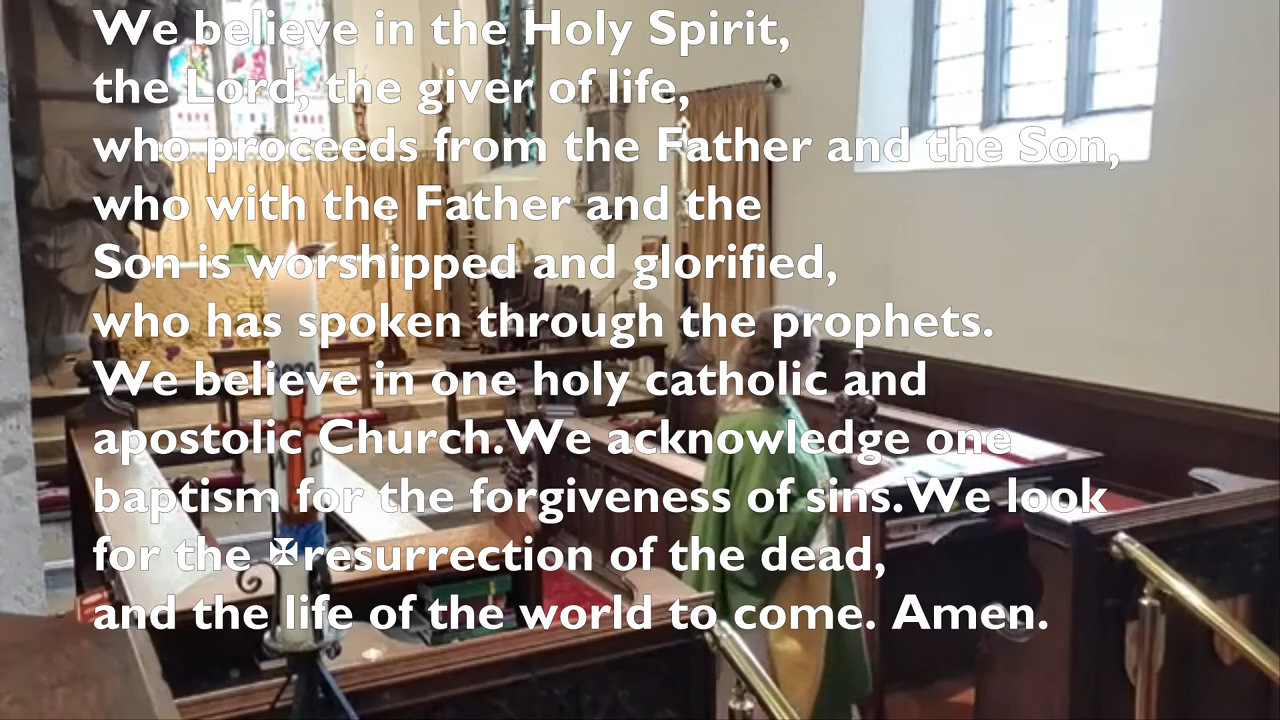 We believe in the Holy Spirit,
the Lord, the giver of life,
who proceeds from the Father and the Son,
who with the Father and the
Son is worshipped and glorified,
who has spoken through the prophets.
We believe in one holy catholic and
apostolic Church.We acknowledge one
baptism for the forgiveness of sins.We look
for the ✠resurrection of the dead,
and the life of the world to come. Amen.